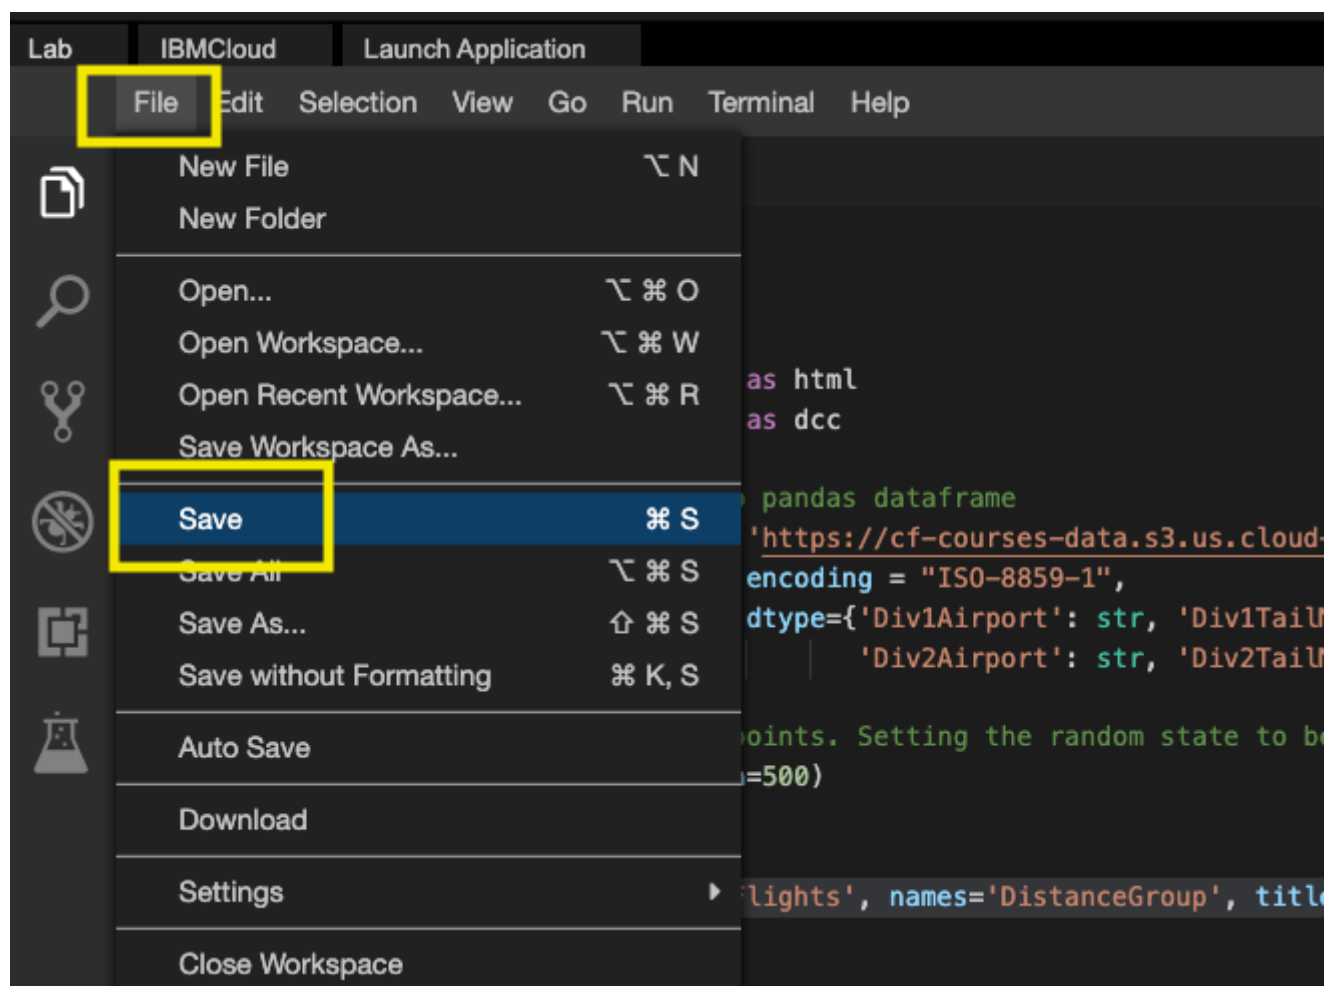 Lab IBMCloud Launch Application
File Edit Selection View Go Run Terminal Help
New File ⌥ N
New Folder
Open... ⌥ ⌘ O
Open Workspace... ⌥ ⌘ W
Open Recent Workspace... ⌥ ⌘ R
Save Workspace As...
Save ⌘ S
Save All ⌥ ⌘ S
Save As... ⇧ ⌘ S
Save without Formatting ⌘ K, S
Auto Save
Download
Settings
Close Workspace
as html
as dcc
pandas dataframe
'https://cf-courses-data.s3.us.cloud-
encoding = "ISO-8859-1",
dtype={'Div1Airport': str, 'Div1Tail
'Div2Airport': str, 'Div2Tail
oints. Setting the random state to b
=500)
lights', names='DistanceGroup', titl